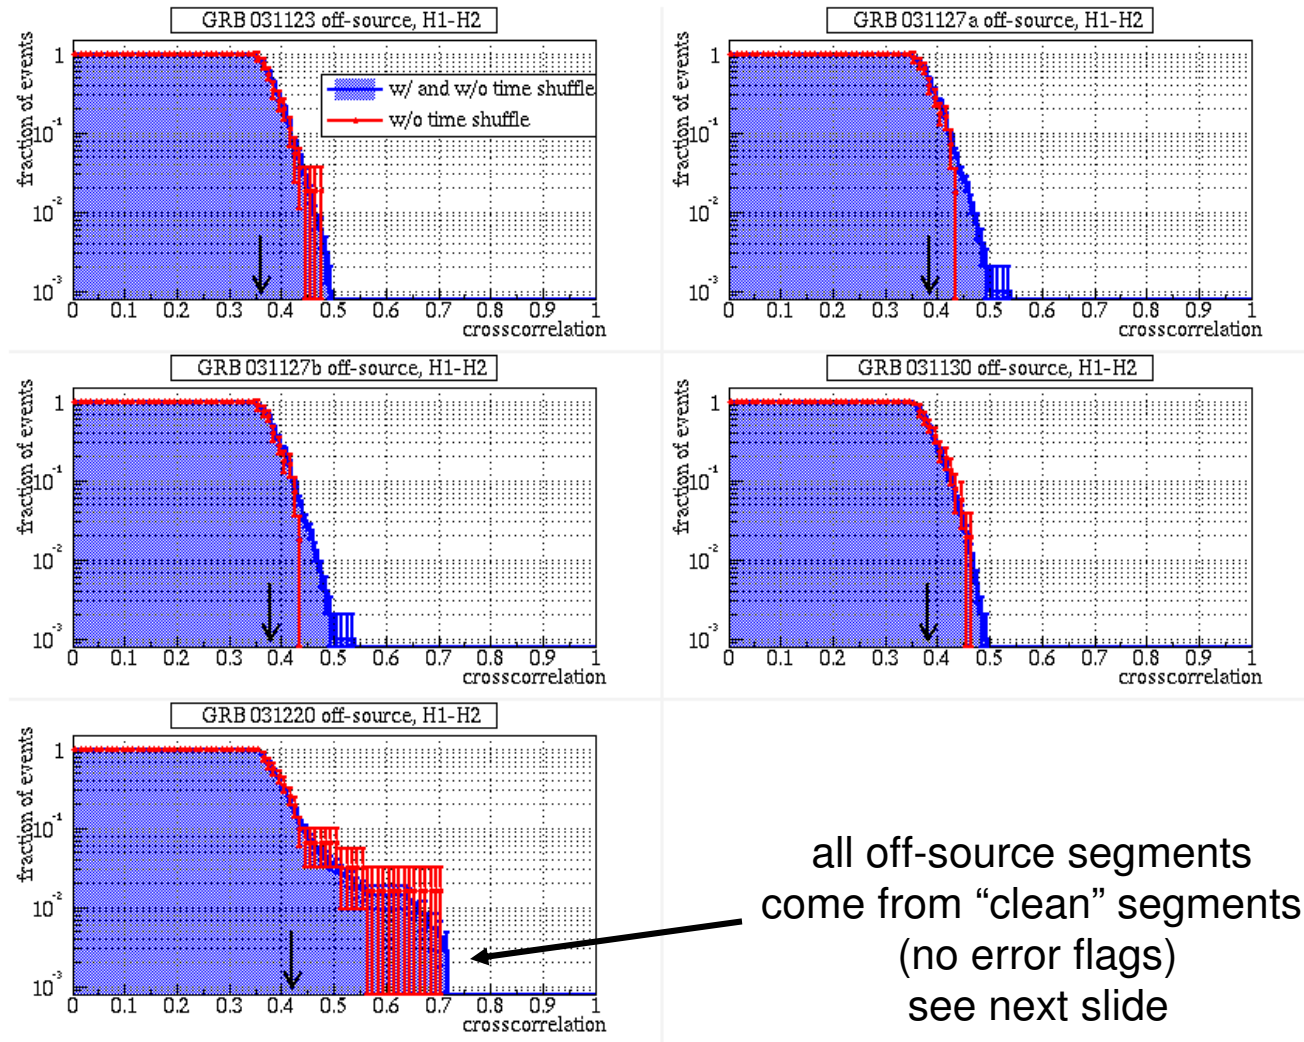 GRB 031123 off-source, H1-H2
fraction of events
1
10-1
10-2
10-3
w/ and w/o time shuffle
w/o time shuffle
0 0.1 0.2 0.3 0.4 0.5 0.6 0.7 0.8 0.9 1
crosscorrelation
GRB 031127a off-source, H1-H2
fraction of events
1
10-1
10-2
10-3
0 0.1 0.2 0.3 0.4 0.5 0.6 0.7 0.8 0.9 1
crosscorrelation
GRB 031127b off-source, H1-H2
fraction of events
1
10-1
10-2
10-3
0 0.1 0.2 0.3 0.4 0.5 0.6 0.7 0.8 0.9 1
crosscorrelation
GRB 031130 off-source, H1-H2
fraction of events
1
10-1
10-2
10-3
0 0.1 0.2 0.3 0.4 0.5 0.6 0.7 0.8 0.9 1
crosscorrelation
GRB 031220 off-source, H1-H2
fraction of events
1
10-1
10-2
10-3
0 0.1 0.2 0.3 0.4 0.5 0.6 0.7 0.8 0.9 1
crosscorrelation
all off-source segments
come from “clean” segments
(no error flags)
see next slide